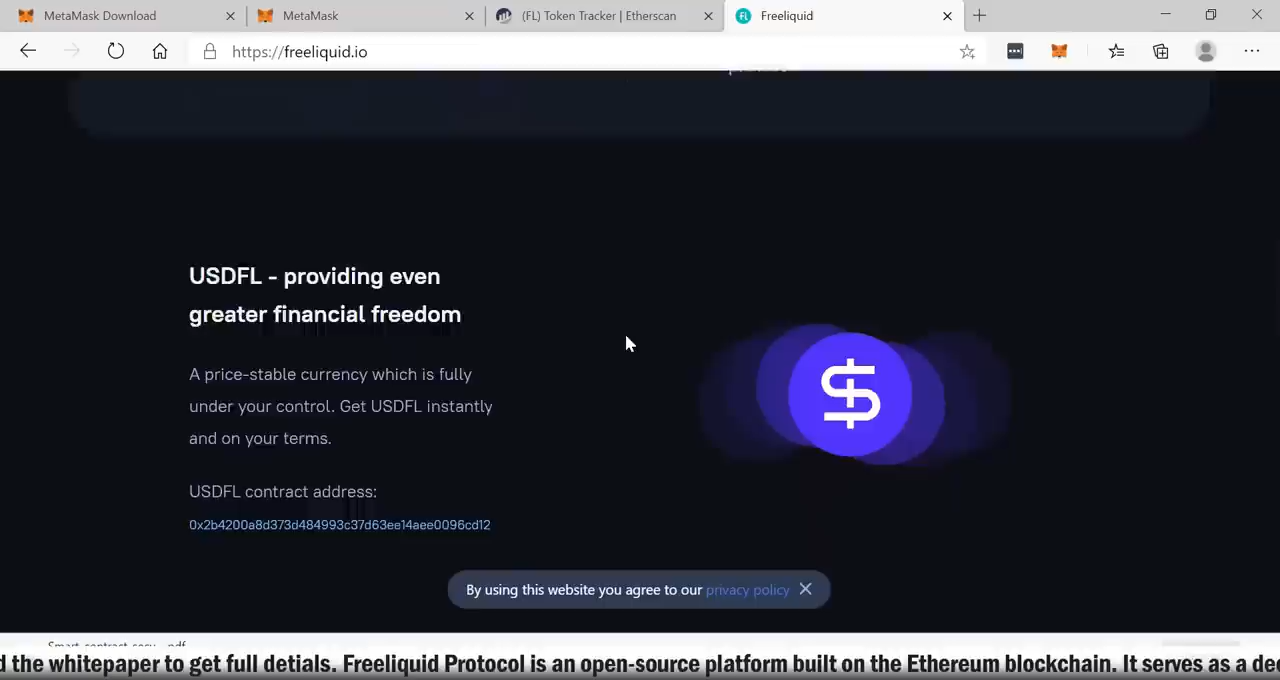 MetaMask Download
MetaMask
(FL) Token Tracker | Etherscan
Freeliquid
https://freeliquid.io
USDFL - providing even
greater financial freedom
A price-stable currency which is fully
under your control. Get USDFL instantly
and on your terms.
USDFL contract address:
0x2b4200a8d373d484993c37d63ee14aee0096cd12
By using this website you agree to our privacy policy
the whitepaper to get full detials. Freeliquid Protocol is an open-source platform built on the Ethereum blockchain. It serves as a